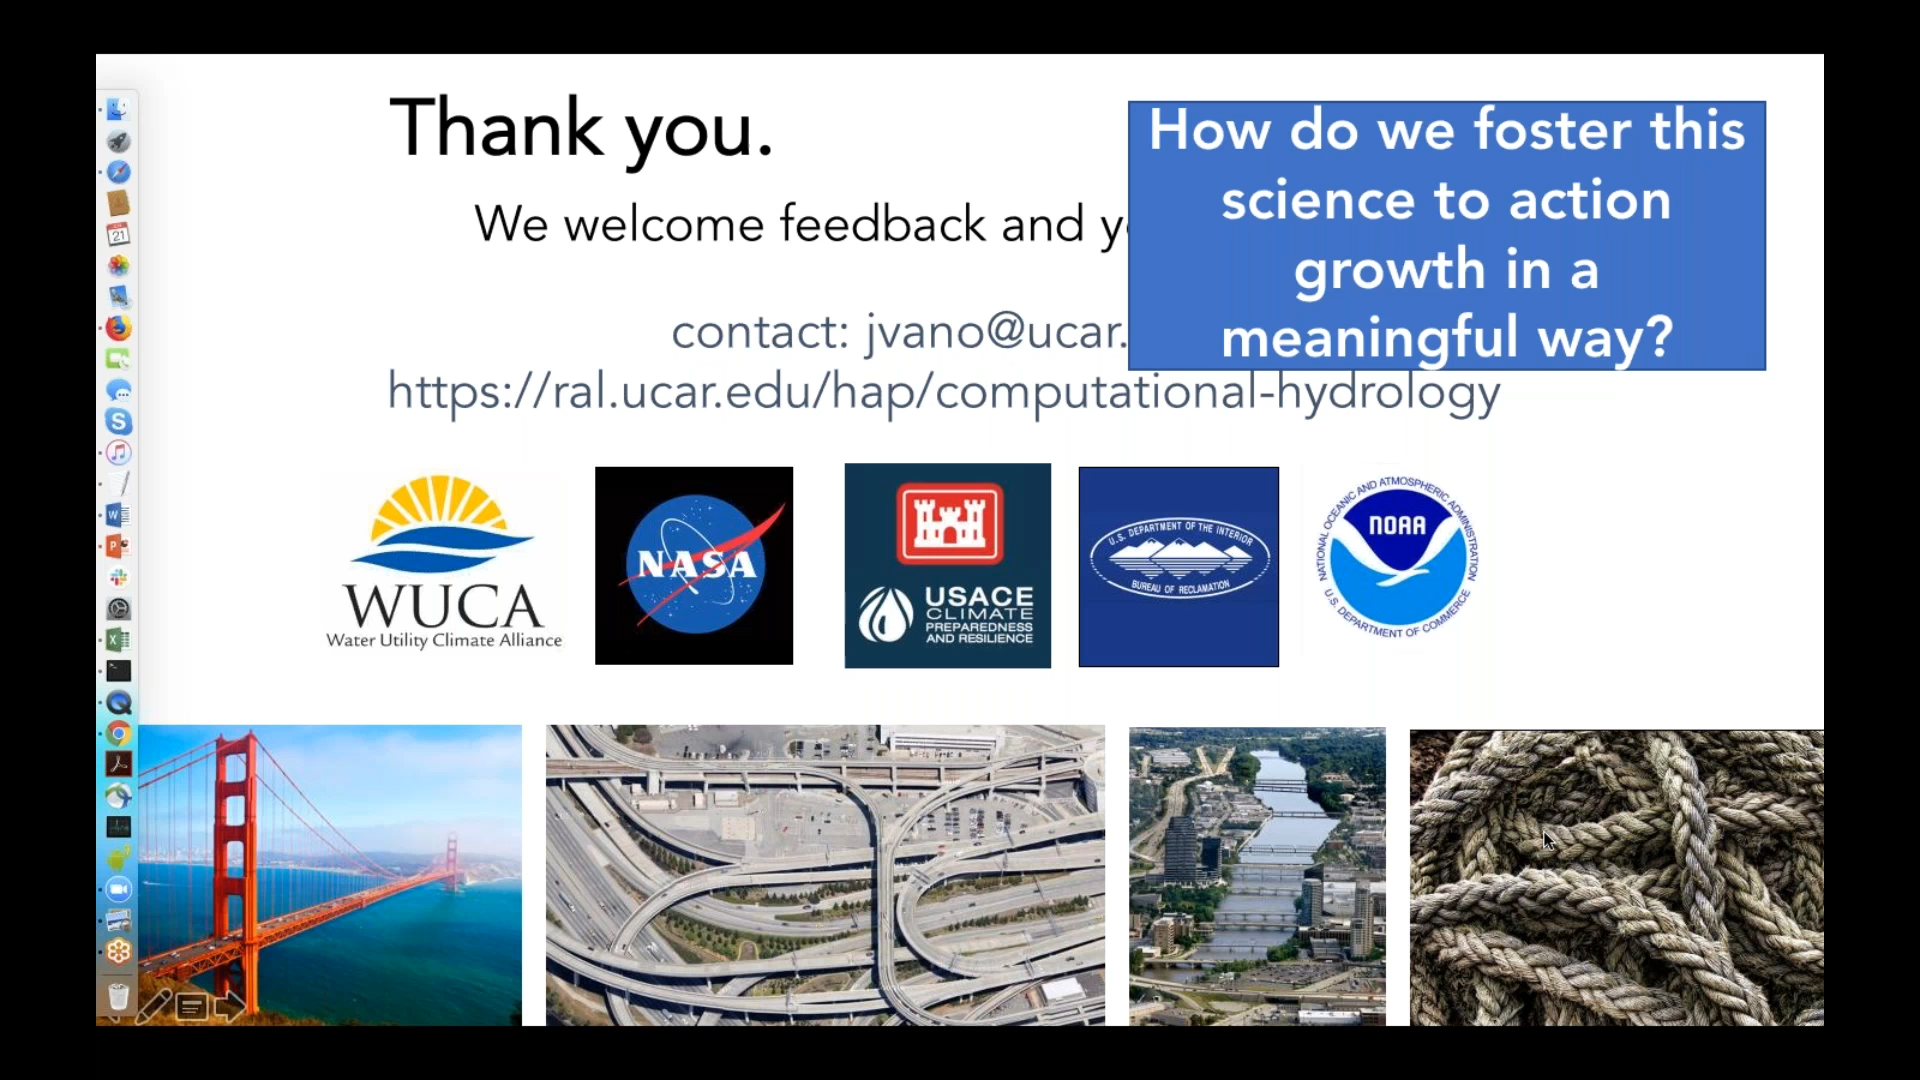 Thank you.
How do we foster this
science to action
growth in a
meaningful way?
We welcome feedback and
contact: jvano@ucar.
https://ral.ucar.edu/hap/computational-hydrology
WUCA
Water Utility Climate Alliance
NASA
USACE
CLIMATE
PREPAREDNESS
AND RESILIENCE
U.S. DEPARTMENT OF THE INTERIOR
BUREAU OF RECLAMATION
NATIONAL OCEANIC AND ATMOSPHERIC ADMINISTRATION
NOAA
U.S. DEPARTMENT OF COMMERCE
21